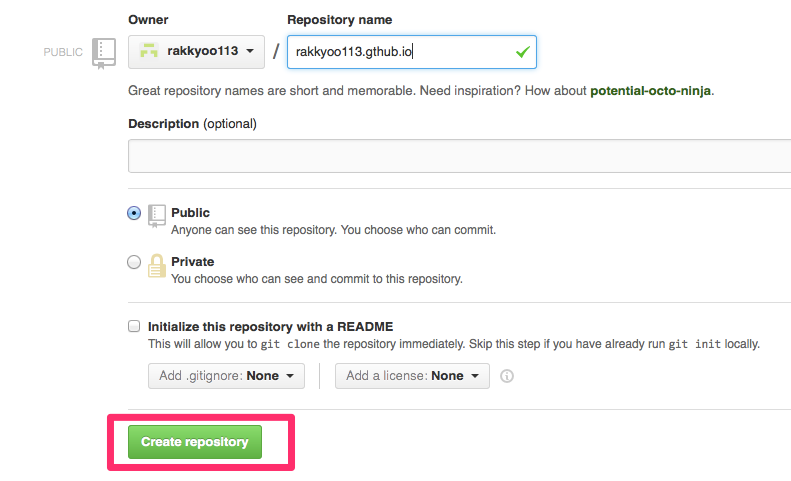 Owner Repository name
PUBLIC rakkyoo113 / rakkyoo113.gthub.io
Great repository names are short and memorable. Need inspiration? How about potential-octo-ninja.
Description (optional)
Public
Anyone can see this repository. You choose who can commit.
Private
You choose who can see and commit to this repository.
Initialize this repository with a README
This will allow you to git clone the repository immediately. Skip this step if you have already run git init locally.
Add .gitignore: None Add a license: None
Create repository